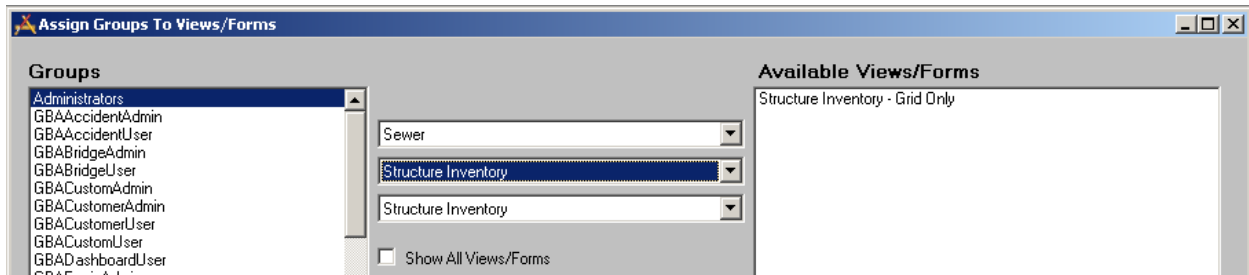 Assign Groups To Views/Forms
Groups
Administrators
GBAAccidentAdmin
GBAAccidentUser
GBABridgeAdmin
GBABridgeUser
GBACustomAdmin
GBACustomerAdmin
GBACustomerUser
GBACustomUser
GBADashboardUser
Sewer
Structure Inventory
Structure Inventory
Show All Views/Forms
Available Views/Forms
Structure Inventory - Grid Only